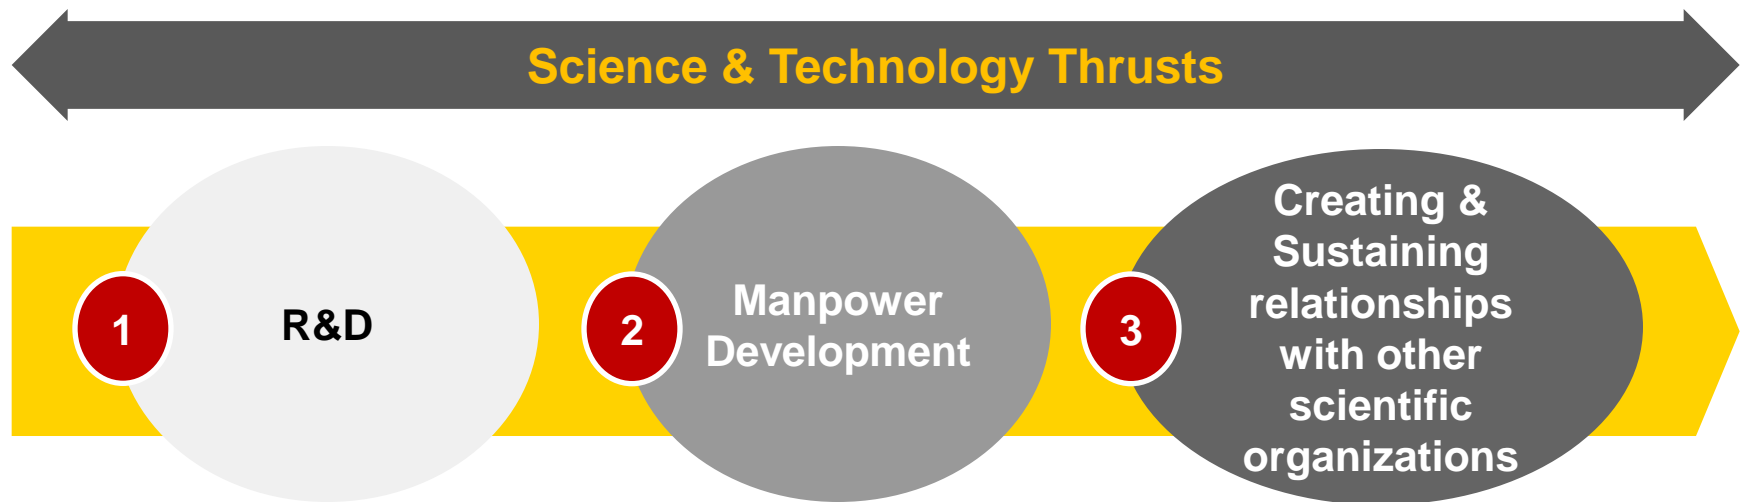 Science & Technology Thrusts
1
R&D
2
Manpower
Development
3
Creating &
Sustaining
relationships
with other
scientific
organizations